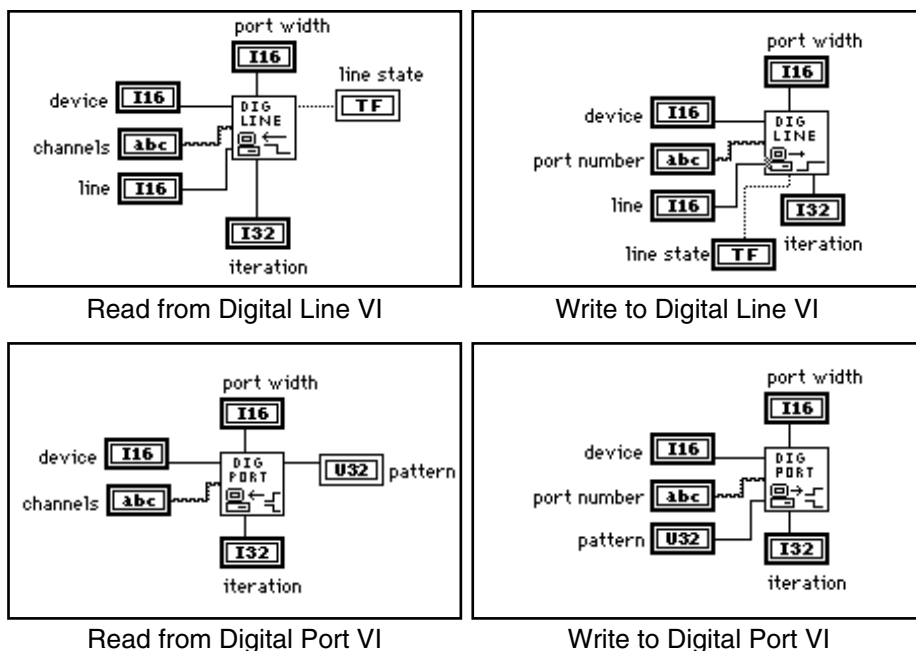 port width
I16
line state
device I16
DIG
LINE
TF
channels abc
line I16
I32
iteration
Read from Digital Line VI
port width
I16
device I16
DIG
LINE
port number abc
line I16
I32
line state TF
iteration
Write to Digital Line VI
port width
I16
device I16
DIG
PORT
U32 pattern
channels abc
I32
iteration
Read from Digital Port VI
port width
I16
device I16
DIG
PORT
port number abc
pattern U32
I32
iteration
Write to Digital Port VI